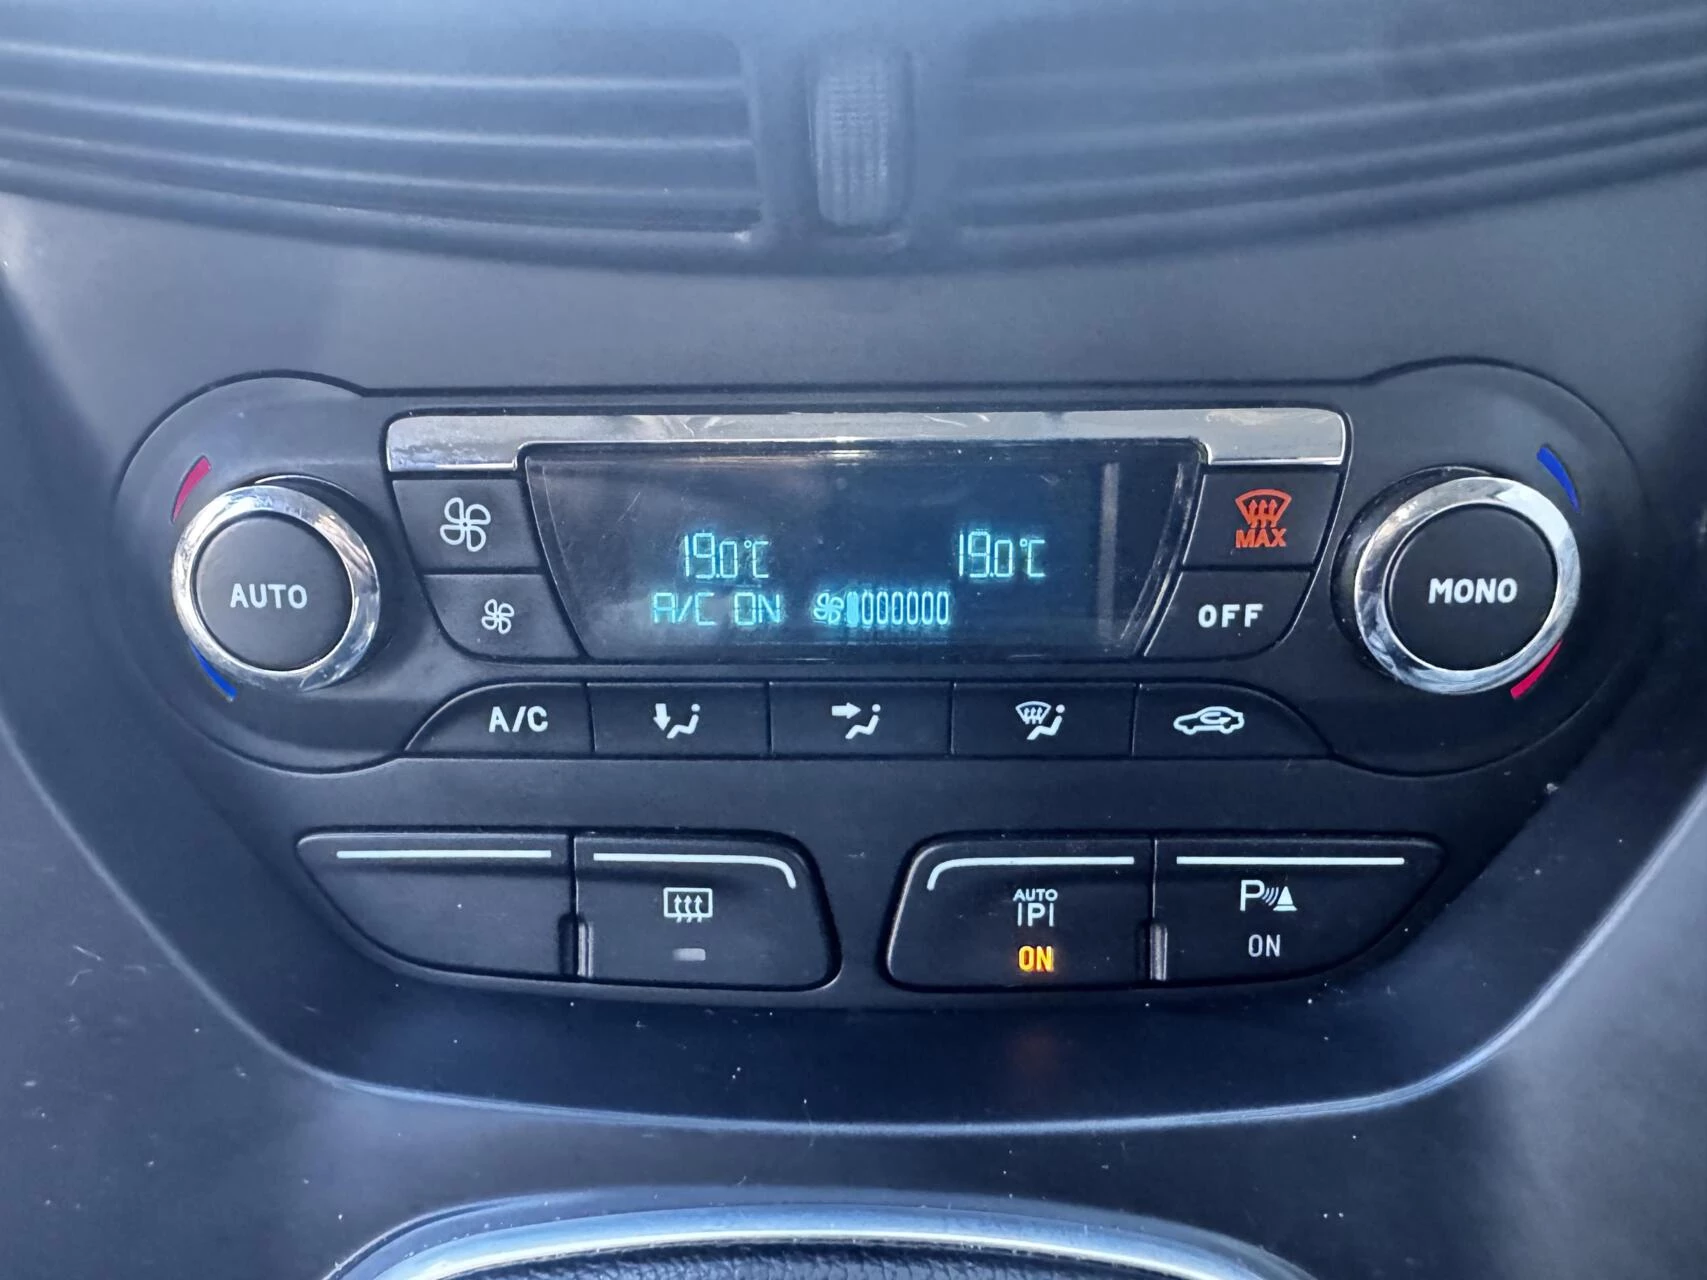 19.0°C 19.0°C
A/C ON
AUTO
MAX
OFF
MONO
A/C
AUTO
|P|
ON
P
ON